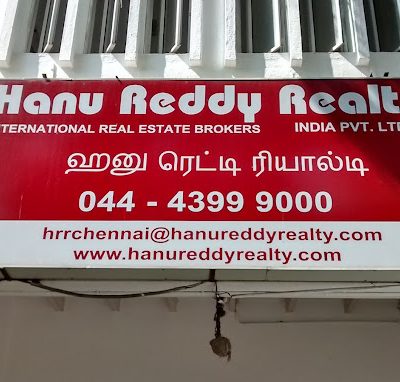 Hanu Reddy Realt
NTERNATIONAL REAL ESTATE BROKERS INDIA PVT. LT
ஹனு ரெட்டி ரியால்டி
044 - 4399 9000
hrrchennai@hanureddyrealty.com
www.hanureddyrealty.com